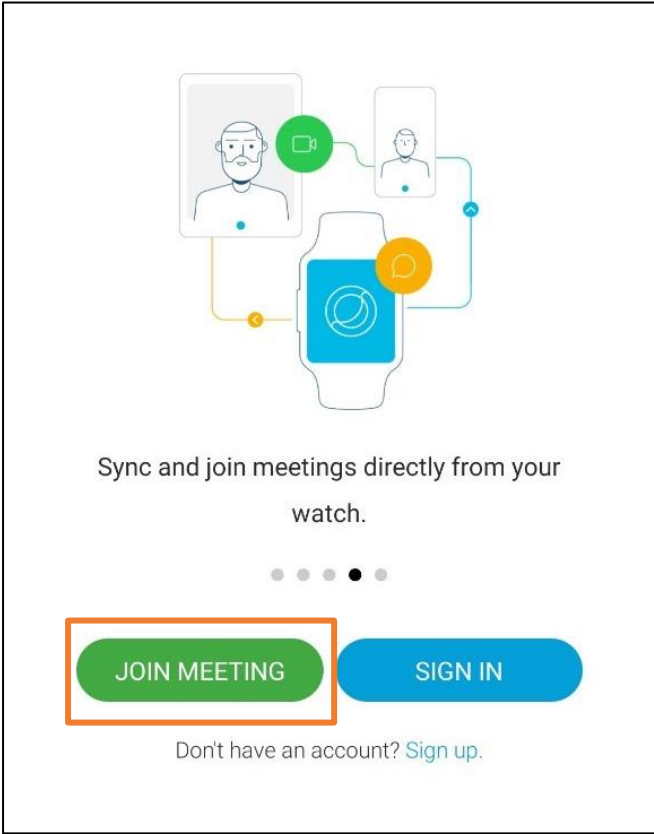 Sync and join meetings directly from your
watch.
JOIN MEETING
SIGN IN
Don't have an account? Sign up.